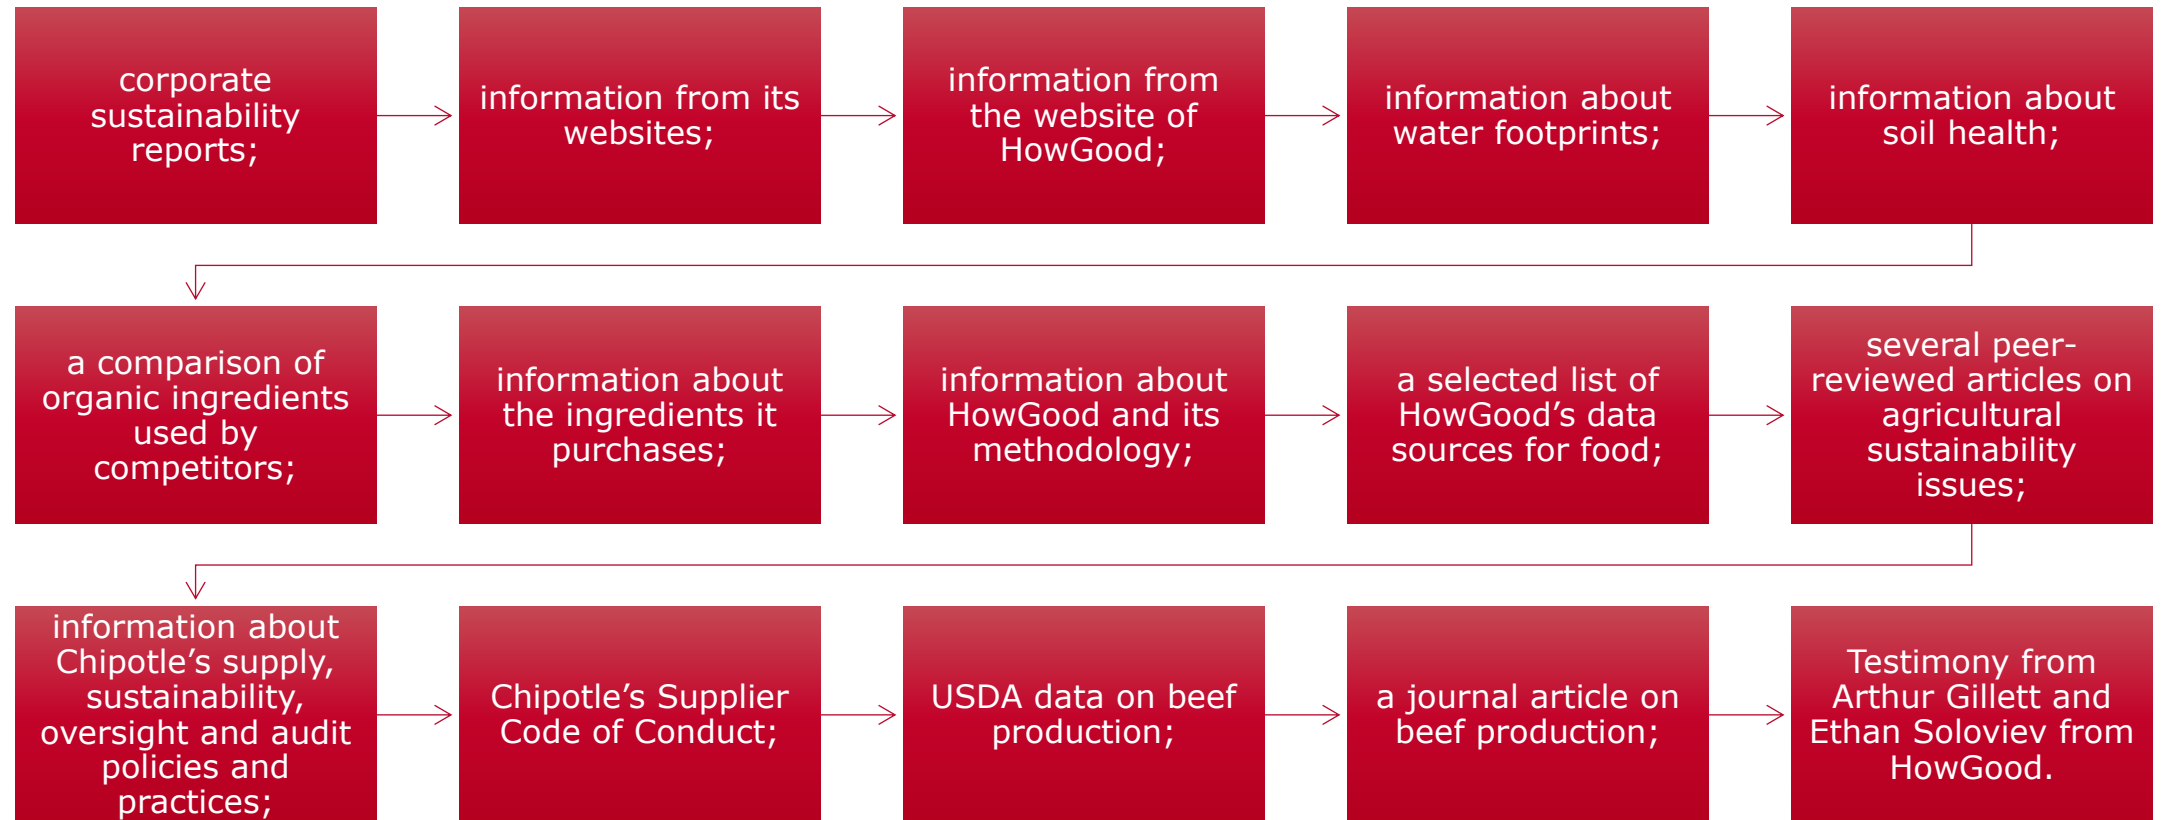 corporate
sustainability
reports;
information from its
websites;
information from
the website of
HowGood;
information about
water footprints;
information about
soil health;
a comparison of
organic ingredients
used by
competitors;
information about
the ingredients it
purchases;
information about
HowGood and its
methodology;
a selected list of
HowGood’s data
sources for food;
several peer-
reviewed articles on
agricultural
sustainability
issues;
information about
Chipotle’s supply,
sustainability,
oversight and audit
policies and
practices;
Chipotle’s Supplier
Code of Conduct;
USDA data on beef
production;
a journal article on
beef production;
Testimony from
Arthur Gillett and
Ethan Soloviev from
HowGood.